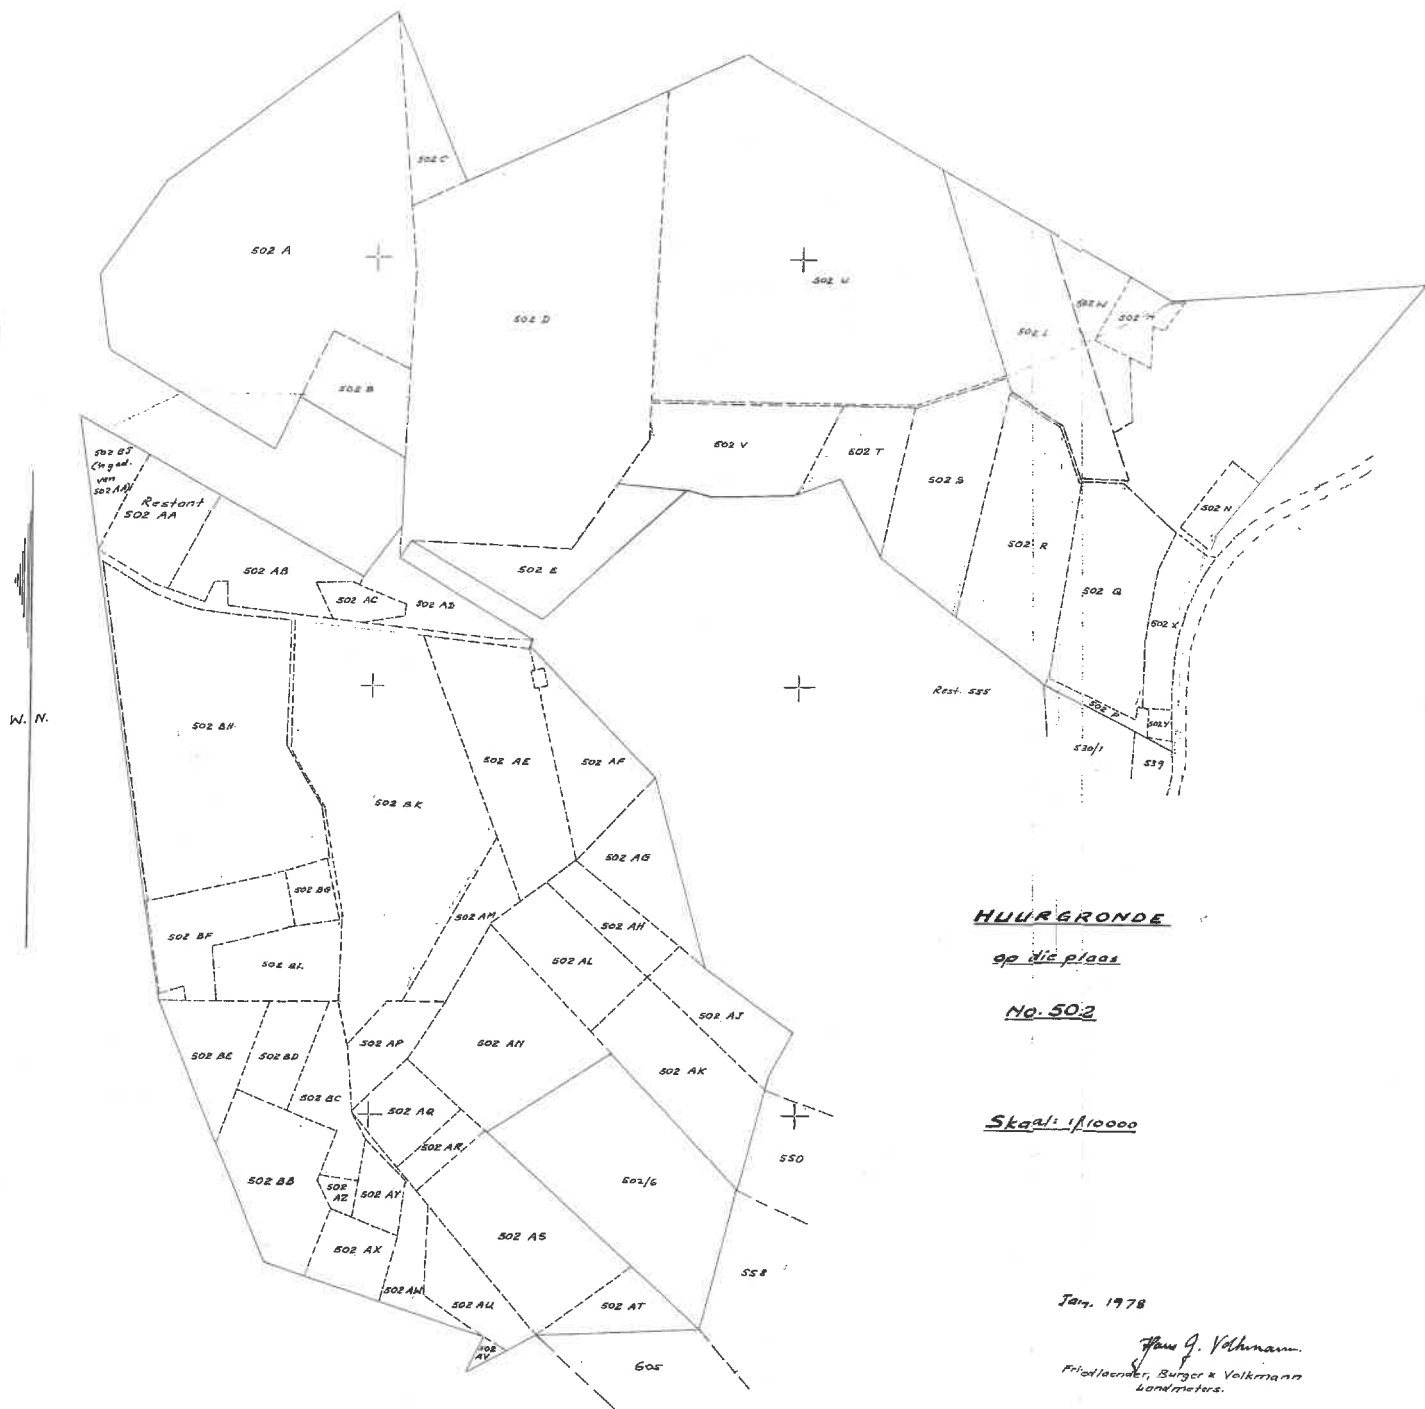 502 C
502 A
502 U
502 D
502 W
502 L
502 B
502 V
502 T
502 BJ
(n ged.
van
502 AA)
Restant
502 AA
502 S
502 N
502 R
502 AB
502 E
502 AC
502 AD
502 Q
502 X
W. N.
Rest. 555
502 P
502 Y
502 BH
530/1
539
502 AE
502 AF
502 BK
502 AG
502 BG
502 AM
HUURGRONDE
502 AH
502 BF
op die plaas
502 AL
502 BL
No. 502
502 AJ
502 AP
502 AN
502 BE
502 BD
502 AK
502 BC
502 AQ
Skaal: 1/10000
502 AR
550
502 BB
502/6
502
AZ
502 AY
502 AS
502 AX
558
502 AW
502 AU
502 AT
Jan. 1978
502
AV
605
Hans G. Volkmann.
Friedlaender, Burger & Volkmann
Landmeters.